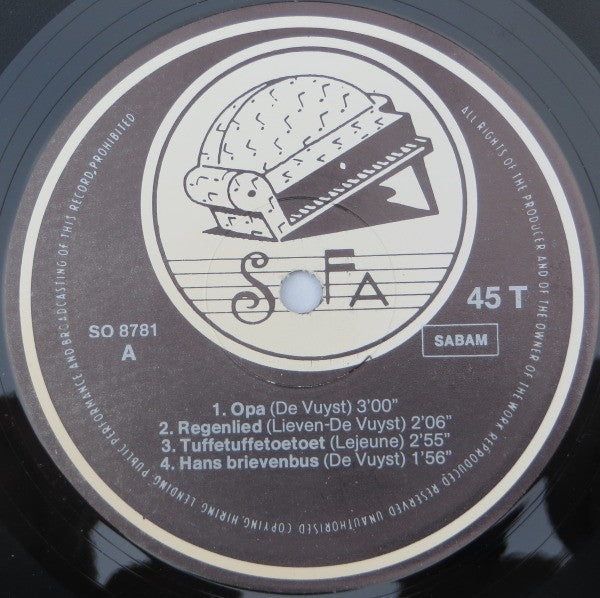 S FA
45 T
SO 8781
A
SABAM
1. Opa (De Vuyst) 3'00"
2. Regenlied (Lieven-De Vuyst) 2'06"
3. Tuffetuffetoetoet (Lejeune) 2'55"
4. Hans brievenbus (De Vuyst) 1'56"
ALL RIGHTS OF THE PRODUCER AND OF THE OWNER OF THE WORK REPRODUCED RESERVED UNAUTHORISED COPYING, HIRING, LENDING, PUBLIC PERFORMANCE AND BROADCASTING OF THIS RECORD, PROHIBITED